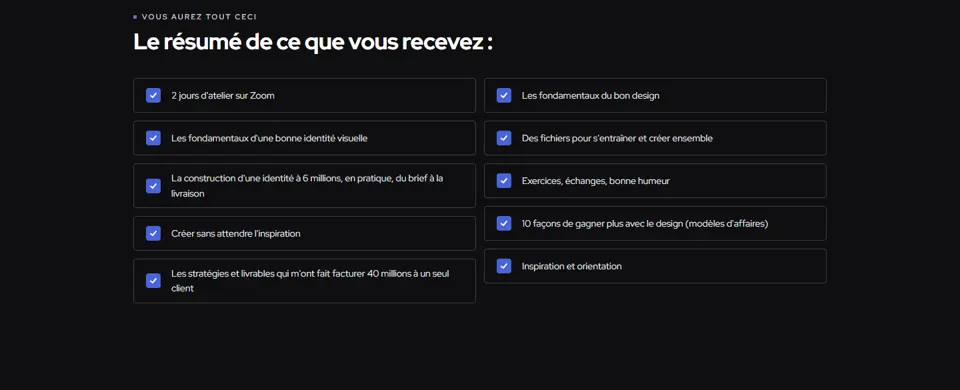 VOUS AUREZ TOUT CECI
Le résumé de ce que vous recevez :
2 jours d'atelier sur Zoom
Les fondamentaux d'une bonne identité visuelle
La construction d'une identité à 6 millions, en pratique, du brief à la
livraison
Créer sans attendre l'inspiration
Les stratégies et livrables qui m'ont fait facturer 40 millions à un seul
client
Les fondamentaux du bon design
Des fichiers pour s'entraîner et créer ensemble
Exercices, échanges, bonne humeur
10 façons de gagner plus avec le design (modèles d'affaires)
Inspiration et orientation